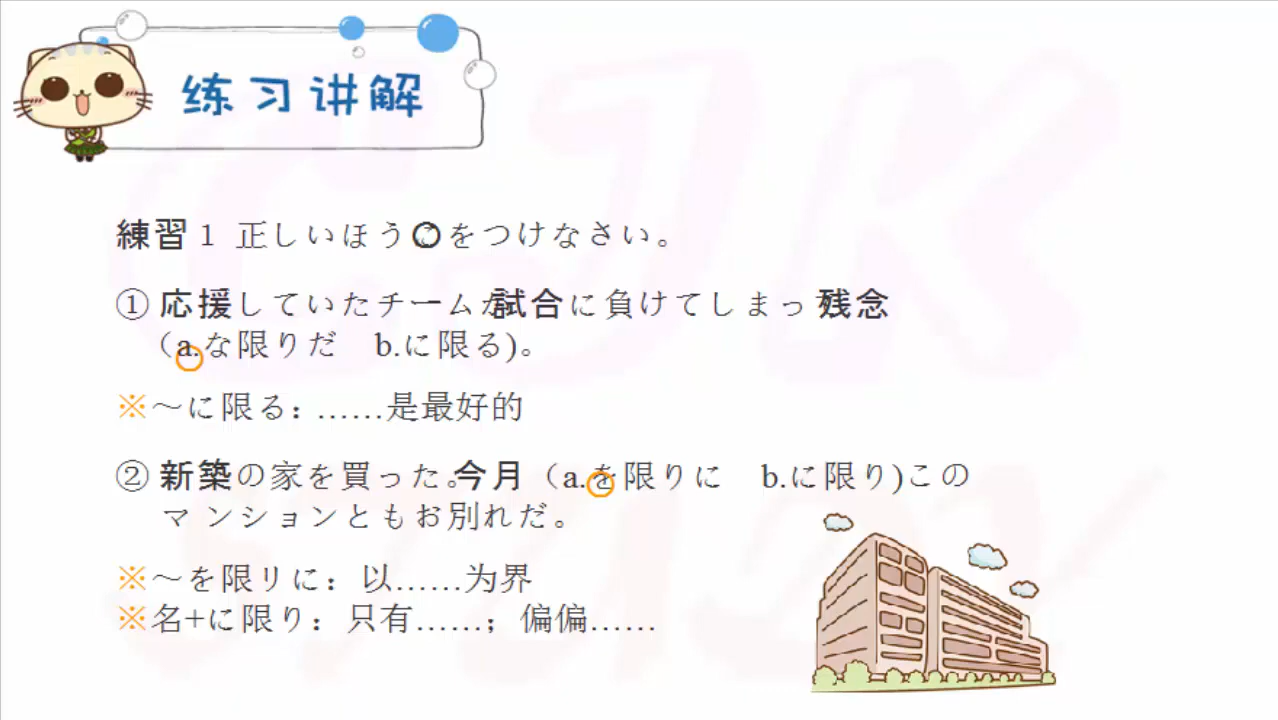 练习讲解
練習１ 正しいほう○をつけなさい。
① 応援していたチームが試合に負けてしまっ残念
（a.な限りだ b.に限る)。
※～に限る：……是最好的
② 新築の家を買った。今月（a.を限りに b.に限り)この
マンションともお別れだ。
※～を限リに：以……为界
※名+に限り：只有……；偏偏……